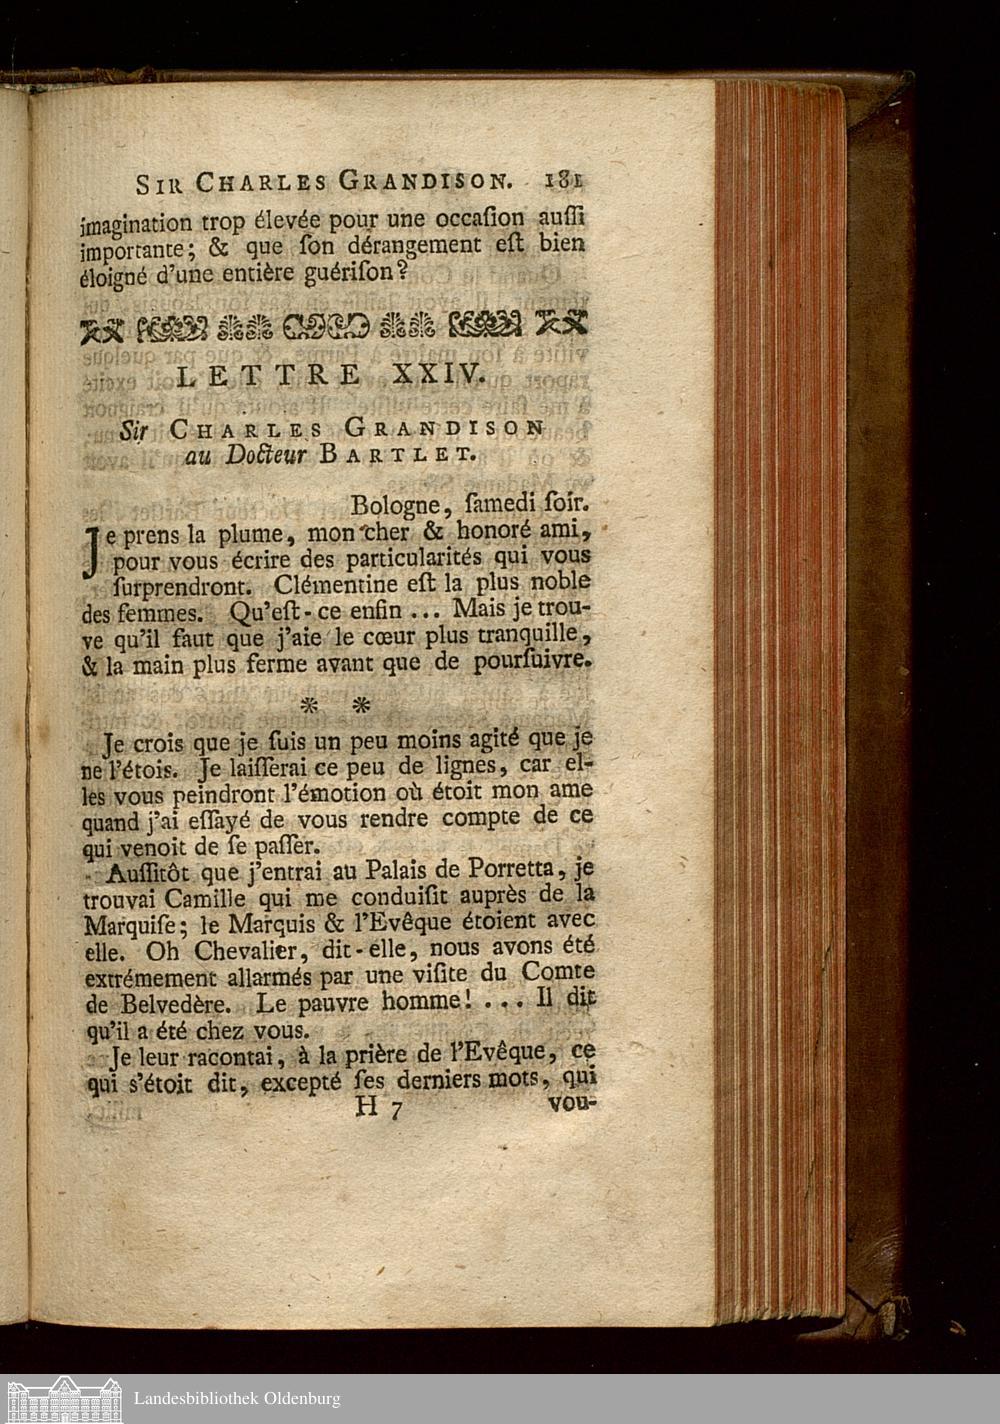 SIR CHARLES GRANDISON. 181
imagination trop élevée pour une occaſion auſſi
importante; & que ſon dérangement eſt bien
éloigné d'une entière guériſon?
LETTRE XXIV.
Sir CHARLES GRANDISON
au Docteur BARTLET.
Bologne, ſamedi ſoir.
Je prens la plume, mon cher & honoré ami,
pour vous écrire des particularités qui vous
ſurprendront. Clémentine eſt la plus noble
des femmes. Qu'eſt-ce enfin ... Mais je trou-
ve qu'il faut que j'aie le cœur plus tranquille,
& la main plus ferme avant que de pourſuivre.
* *
Je crois que je ſuis un peu moins agité que je
ne l'étois. Je laiſſerai ce peu de lignes, car el-
les vous peindront l'émotion où étoit mon ame
quand j'ai eſſayé de vous rendre compte de ce
qui venoit de ſe paſſer.
Auſſitôt que j'entrai au Palais de Porretta, je
trouvai Camille qui me conduiſit auprès de la
Marquiſe; le Marquis & l'Evêque étoient avec
elle. Oh Chevalier, dit-elle, nous avons été
extrémement allarmés par une viſite du Comte
de Belvedère. Le pauvre homme! ... Il dit
qu'il a été chez vous.
Je leur racontai, à la prière de l'Evêque, ce
qui s'étoit dit, excepté ſes derniers mots, qui
H 7 vou-
Landesbibliothek Oldenburg